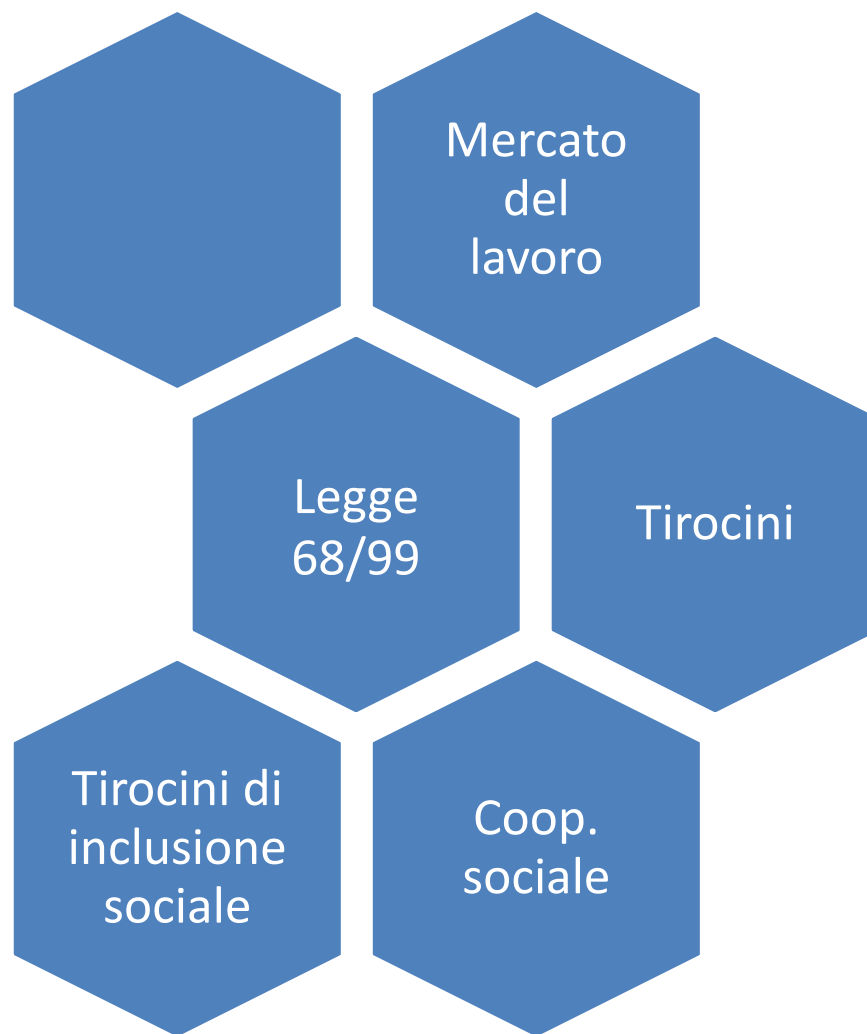 Mercato
del
lavoro
Legge
68/99
Tirocini
Tirocini di
inclusione
sociale
Coop.
sociale